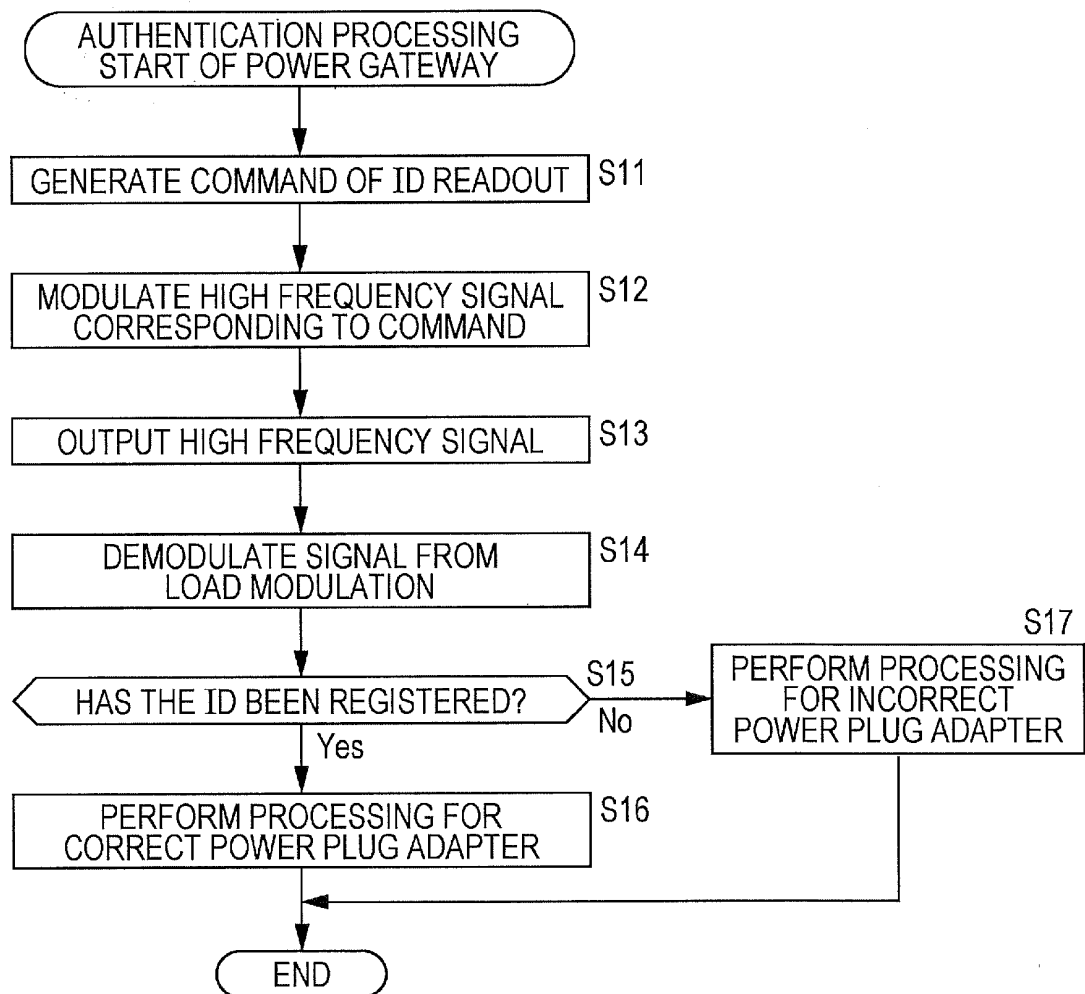 AUTHENTICATION PROCESSING
START OF POWER GATEWAY
GENERATE COMMAND OF ID READOUT
S11
MODULATE HIGH FREQUENCY SIGNAL
CORRESPONDING TO COMMAND
S12
OUTPUT HIGH FREQUENCY SIGNAL
S13
DEMODULATE SIGNAL FROM
LOAD MODULATION
S14
HAS THE ID BEEN REGISTERED?
S15
No
Yes
S17
PERFORM PROCESSING
FOR INCORRECT
POWER PLUG ADAPTER
PERFORM PROCESSING FOR
CORRECT POWER PLUG ADAPTER
S16
END